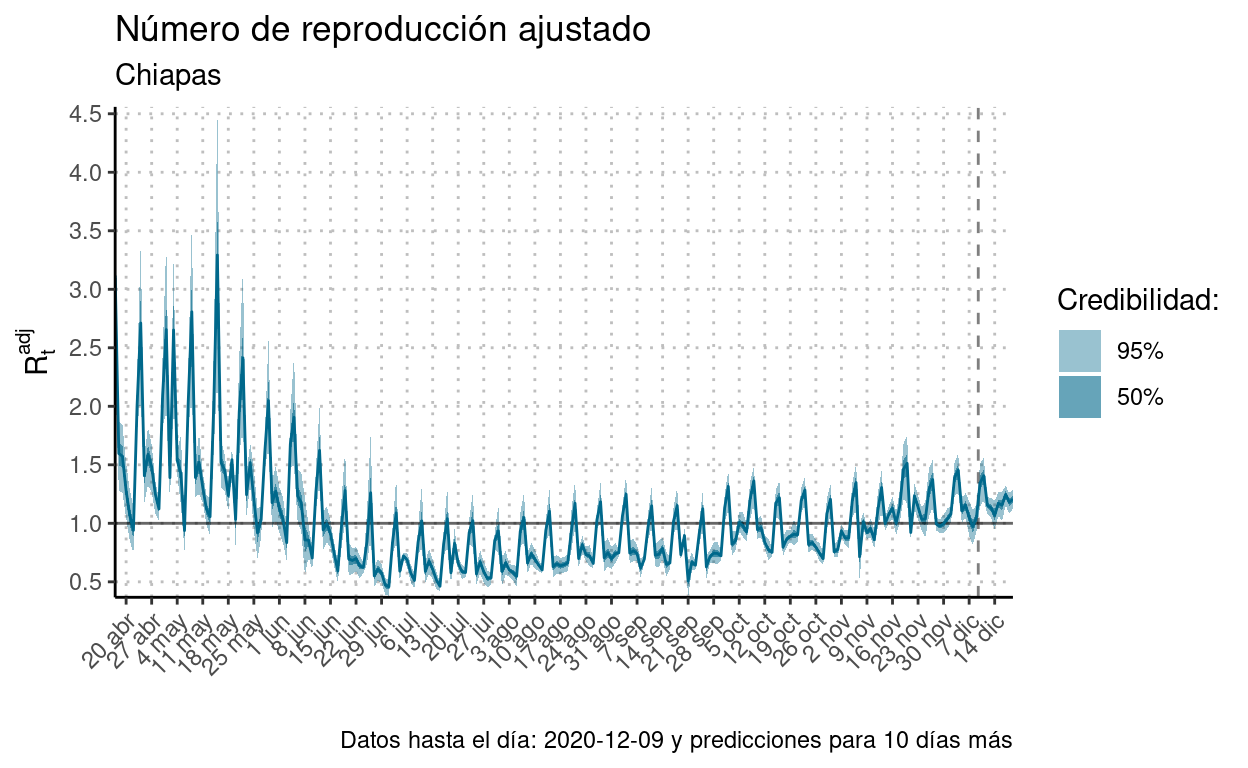 Número de reproducción ajustado
Chiapas
4.5
4.0
3.5
3.0
2.5
2.0
1.5
1.0
0.5
R_t^adj
20 abr
27 abr
4 may
11 may
18 may
25 may
1 jun
8 jun
15 jun
22 jun
29 jun
6 jul
13 jul
20 jul
27 jul
3 ago
10 ago
17 ago
24 ago
31 ago
7 sep
14 sep
21 sep
28 sep
5 oct
12 oct
19 oct
26 oct
2 nov
9 nov
16 nov
23 nov
30 nov
7 dic
14 dic
Credibilidad:
95%
50%
Datos hasta el día: 2020-12-09 y predicciones para 10 días más